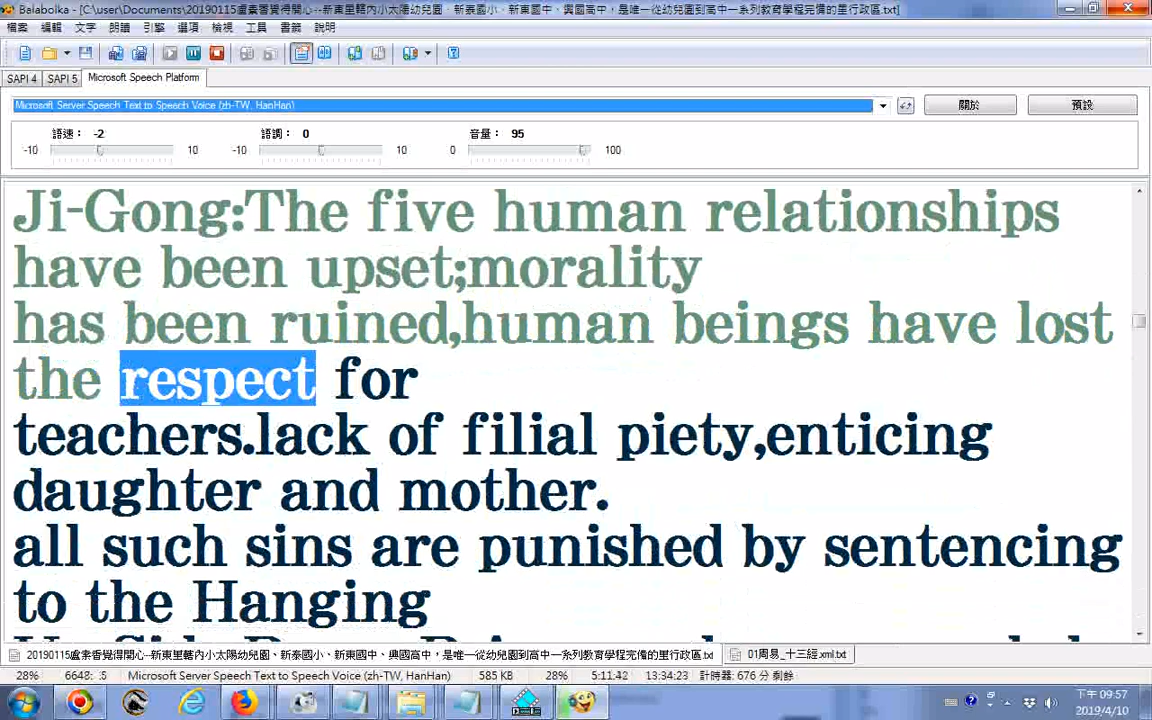 Balabolka - [C:\user\Documents\20190115盧素香覺得開心--新東里轄內小太陽幼兒園、新泰國小、新東國中、興國高中，是唯一從幼兒園到高中一系列教育學程完備的里行政區.txt]
檔案 編輯 文字 朗讀 引擎 選項 檢視 工具 書籤 說明
SAPI 4 SAPI 5 Microsoft Speech Platform
Microsoft Server Speech Text to Speech Voice (zh-TW, HanHan) 關於 預設
語速： -2 語調： 0 音量： 95
-10 10 -10 10 0 100
Ji-Gong:The five human relationships
have been upset;morality
has been ruined,human beings have lost
the respect for
teachers.lack of filial piety,enticing
daughter and mother.
all such sins are punished by sentencing
to the Hanging
20190115盧素香覺得開心--新東里轄內小太陽幼兒園、新泰國小、新東國中、興國高中，是唯一從幼兒園到高中一系列教育學程完備的里行政區.txt 01周易_十三經.xml.txt
28% 6648: :5 Microsoft Server Speech Text to Speech Voice (zh-TW, HanHan) 585 KB 28% 5:11:42 13:34:23 計時器: 676 分 剩餘
下午 09:57
2019/4/10